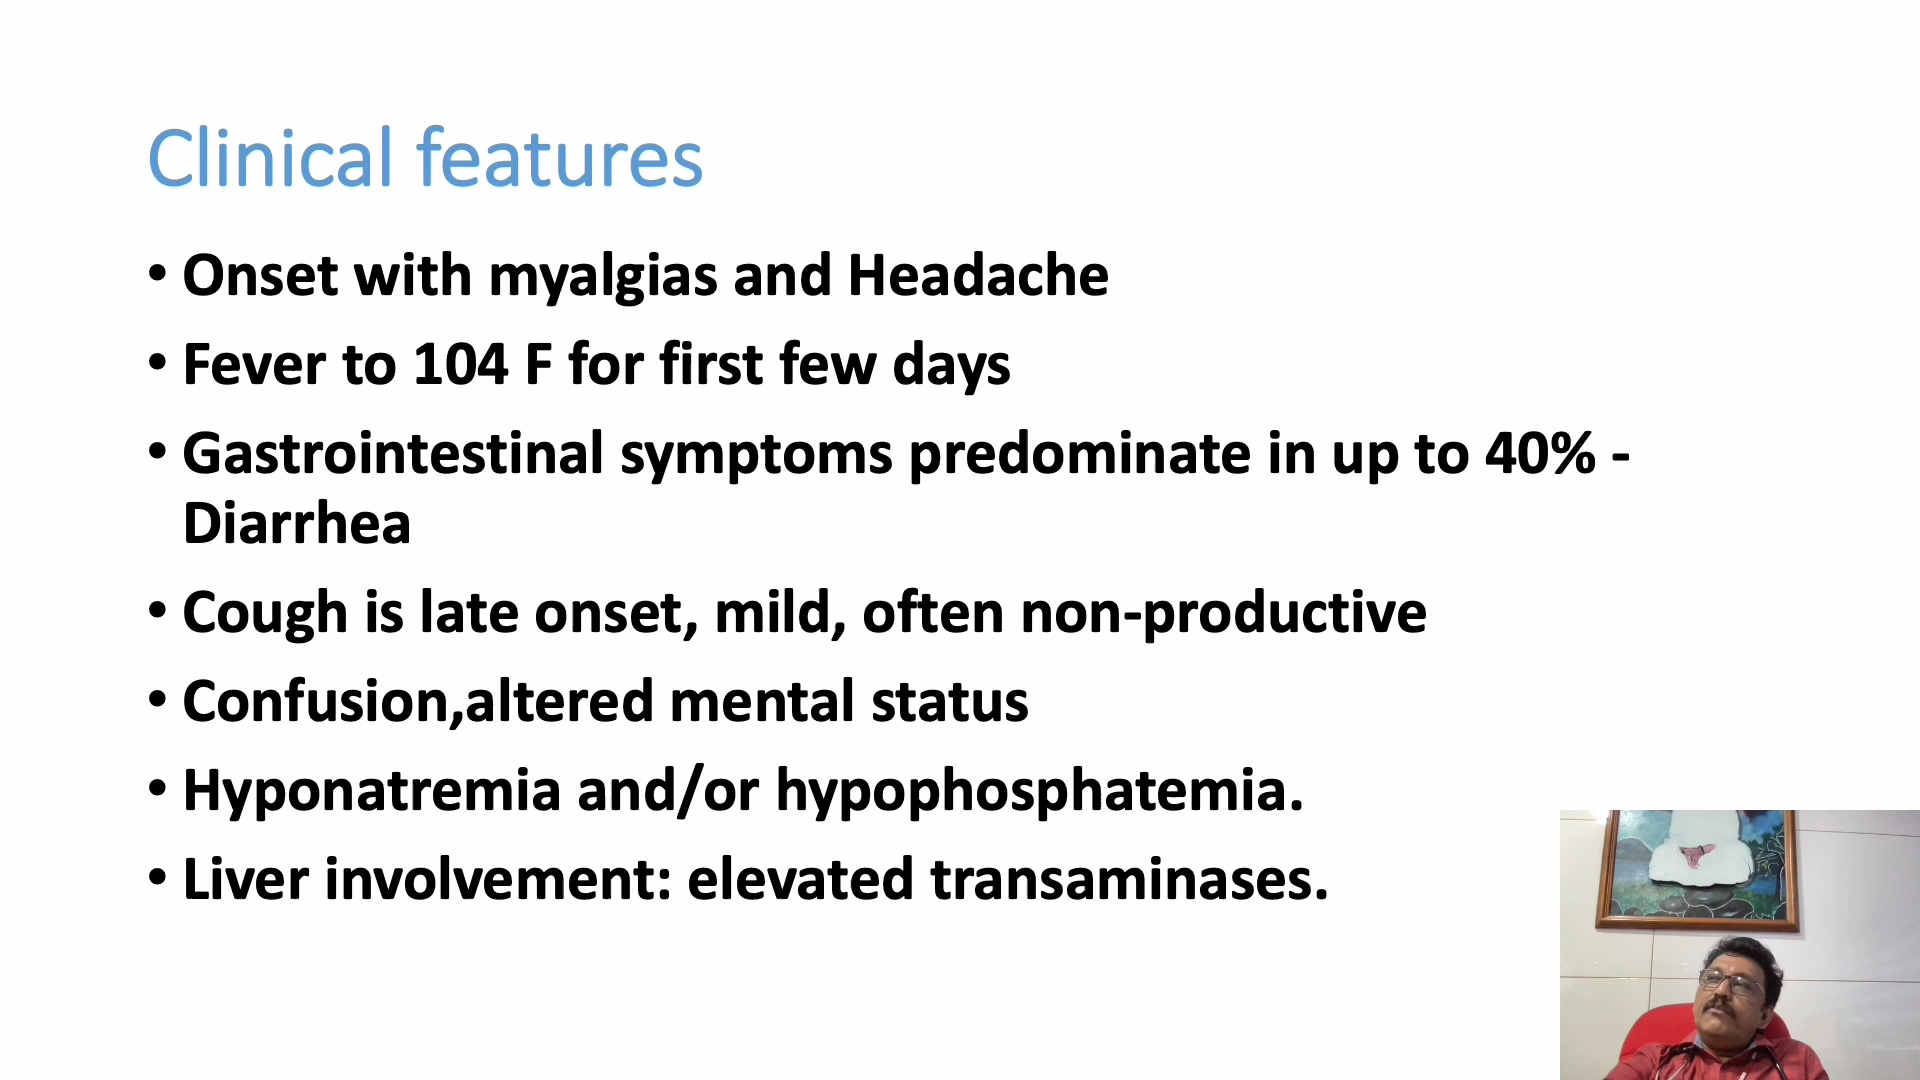 Clinical features
• Onset with myalgias and Headache
• Fever to 104 F for first few days
• Gastrointestinal symptoms predominate in up to 40% -
Diarrhea
• Cough is late onset, mild, often non-productive
• Confusion,altered mental status
• Hyponatremia and/or hypophosphatemia.
• Liver involvement: elevated transaminases.